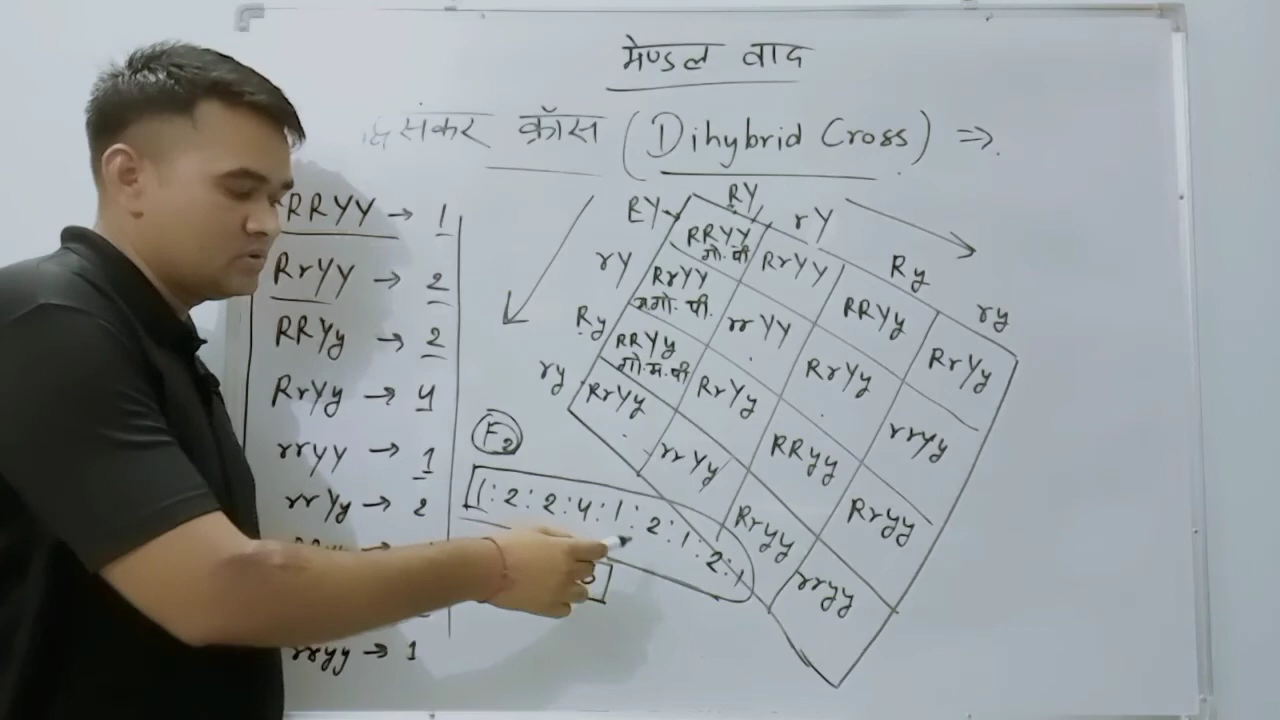 मेण्डल वाद
संकर क्रॉस (Dihybrid Cross) ⇒
RRYY → 1
RrYY → 2
RRYy → 2
RrYy → 4
rrYY → 1
rrYy → 2
rryy → 1
RY rY Ry ry
RY RRYY RrYY RRYy RrYy
गो. पी
rY RrYY rrYY RrYy rrYy
गो. पी.
Ry RRYy RrYy RRyy Rryy
गो. पी
ry RrYy rrYy Rryy rryy
F2
1:2:2:4:1:2:1:2:1